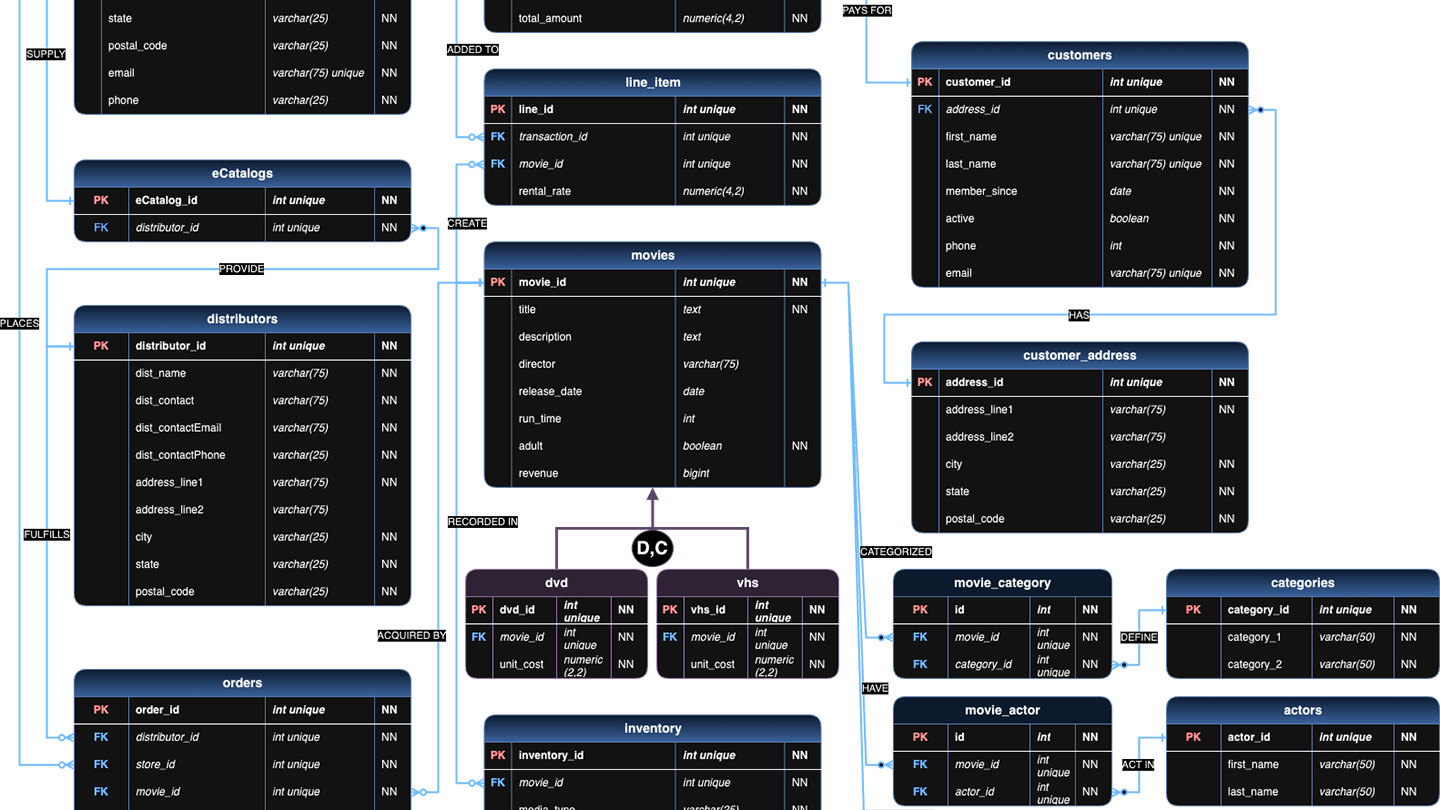 state varchar(25) NN
postal_code varchar(25) NN
email varchar(75) unique NN
phone varchar(25) NN
SUPPLY
eCatalogs
PK eCatalog_id int unique NN
FK distributor_id int unique NN
PROVIDE
PLACES
distributors
PK distributor_id int unique NN
dist_name varchar(75) NN
dist_contact varchar(75) NN
dist_contactEmail varchar(75) NN
dist_contactPhone varchar(25) NN
address_line1 varchar(75) NN
address_line2 varchar(75)
city varchar(25) NN
state varchar(25) NN
postal_code varchar(25) NN
FULFILLS
ACQUIRED BY
orders
PK order_id int unique NN
FK distributor_id int unique NN
FK store_id int unique NN
FK movie_id int unique NN
total_amount numeric(4,2) NN
ADDED TO
line_item
PK line_id int unique NN
FK transaction_id int unique NN
FK movie_id int unique NN
rental_rate numeric(4,2) NN
CREATE
movies
PK movie_id int unique NN
title text NN
description text
director varchar(75)
release_date date
run_time int
adult boolean NN
revenue bigint
RECORDED IN
D,C
dvd
PK dvd_id int unique NN
FK movie_id int unique NN
unit_cost numeric (2,2) NN
vhs
PK vhs_id int unique NN
FK movie_id int unique NN
unit_cost numeric (2,2) NN
inventory
PK inventory_id int unique NN
FK movie_id int unique NN
media_type varchar(25) NN
PAYS FOR
customers
PK customer_id int unique NN
FK address_id int unique NN
first_name varchar(75) unique NN
last_name varchar(75) unique NN
member_since date NN
active boolean NN
phone int NN
email varchar(75) unique NN
HAS
customer_address
PK address_id int unique NN
address_line1 varchar(75) NN
address_line2 varchar(75)
city varchar(25) NN
state varchar(25) NN
postal_code varchar(25) NN
CATEGORIZED
movie_category
PK id int NN
FK movie_id int unique NN
FK category_id int unique NN
DEFINE
categories
PK category_id int unique NN
category_1 varchar(50) NN
category_2 varchar(50) NN
HAVE
movie_actor
PK id int NN
FK movie_id int unique NN
FK actor_id int unique NN
ACT IN
actors
PK actor_id int unique NN
first_name varchar(50) NN
last_name varchar(50) NN